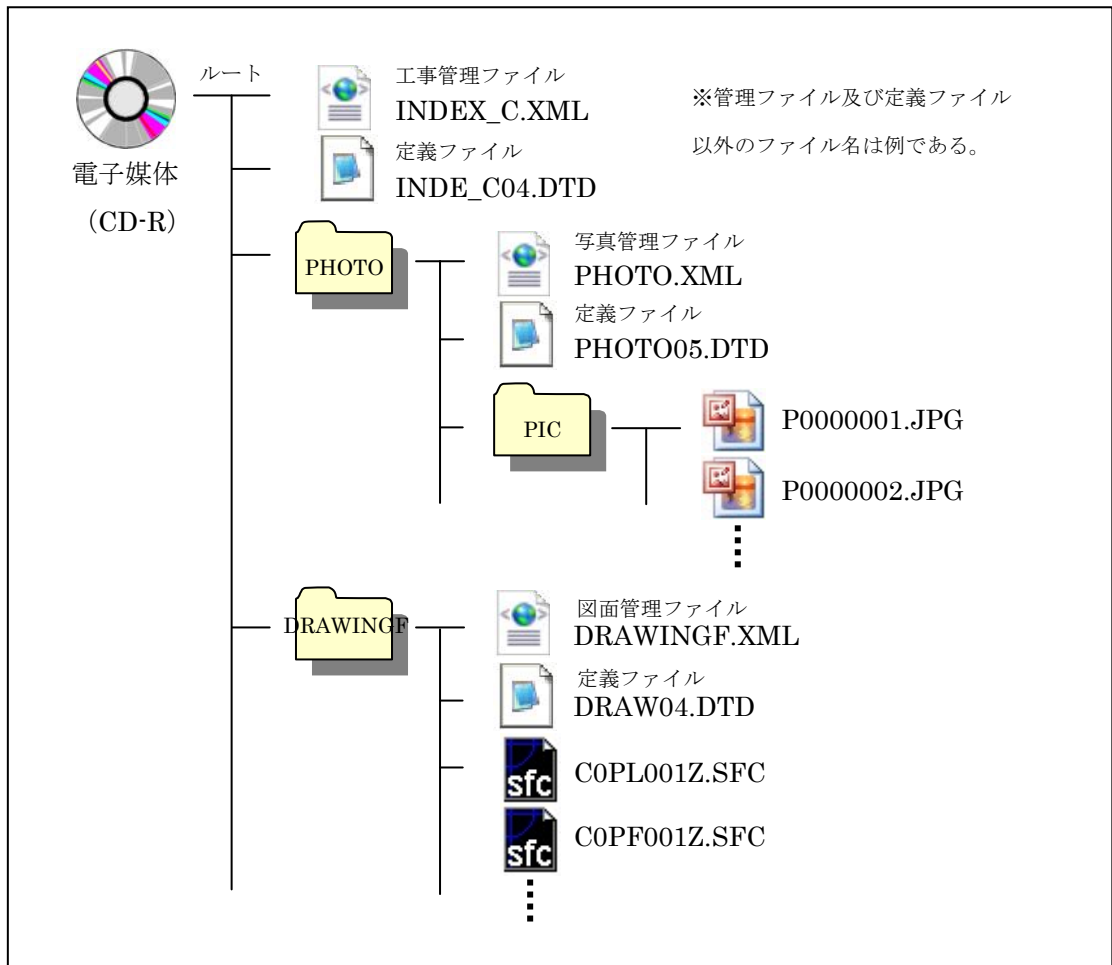 ルート
電子媒体
（CD-R）
工事管理ファイル
INDEX_C.XML
定義ファイル
INDE_C04.DTD
※管理ファイル及び定義ファイル
以外のファイル名は例である。
PHOTO
写真管理ファイル
PHOTO.XML
定義ファイル
PHOTO05.DTD
PIC
P0000001.JPG
P0000002.JPG
DRAWINGF
図面管理ファイル
DRAWINGF.XML
定義ファイル
DRAW04.DTD
sfc
C0PL001Z.SFC
sfc
C0PF001Z.SFC